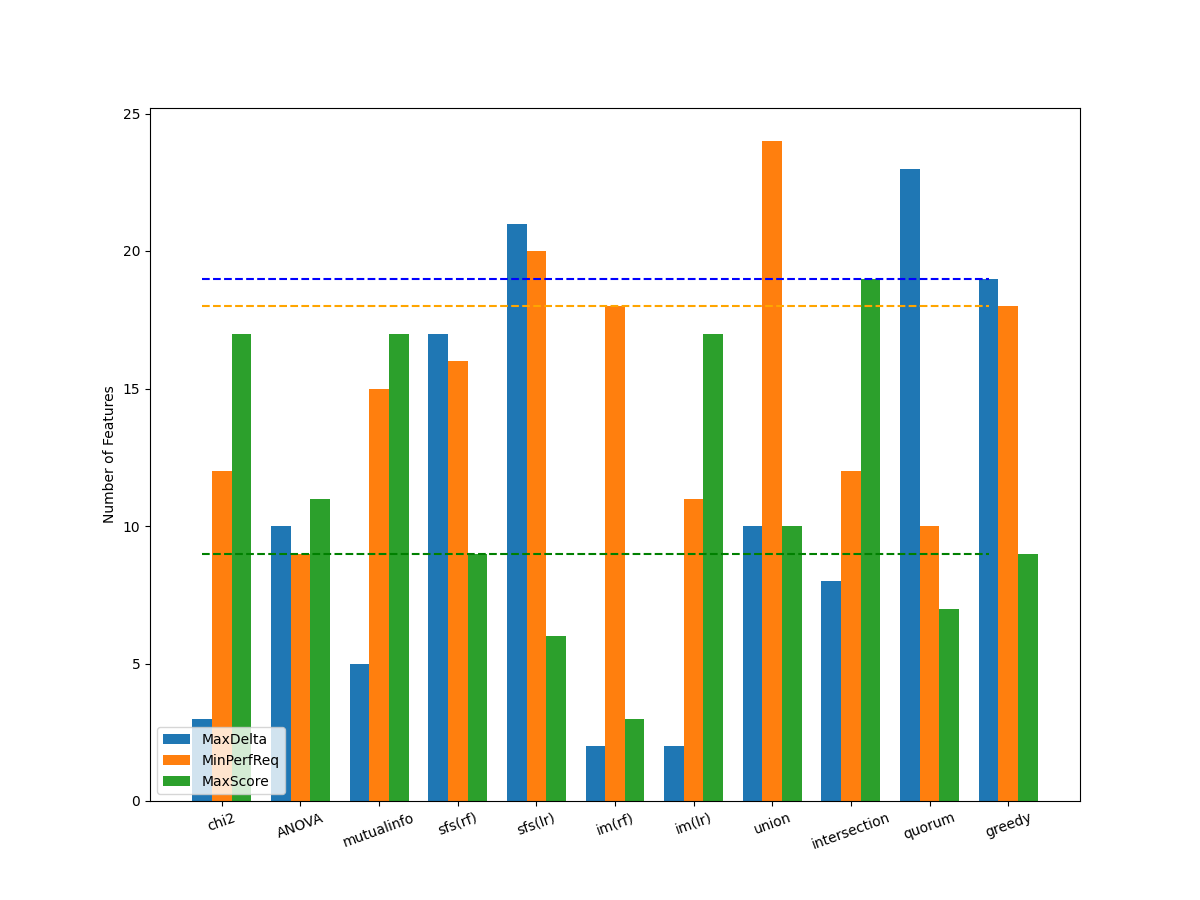 25
20
15
10
5
0
Number of Features
MaxDelta
MinPerfReq
MaxScore
chi2
ANOVA
mutualinfo
sfs(rf)
sfs(lr)
im(rf)
im(lr)
union
intersection
quorum
greedy